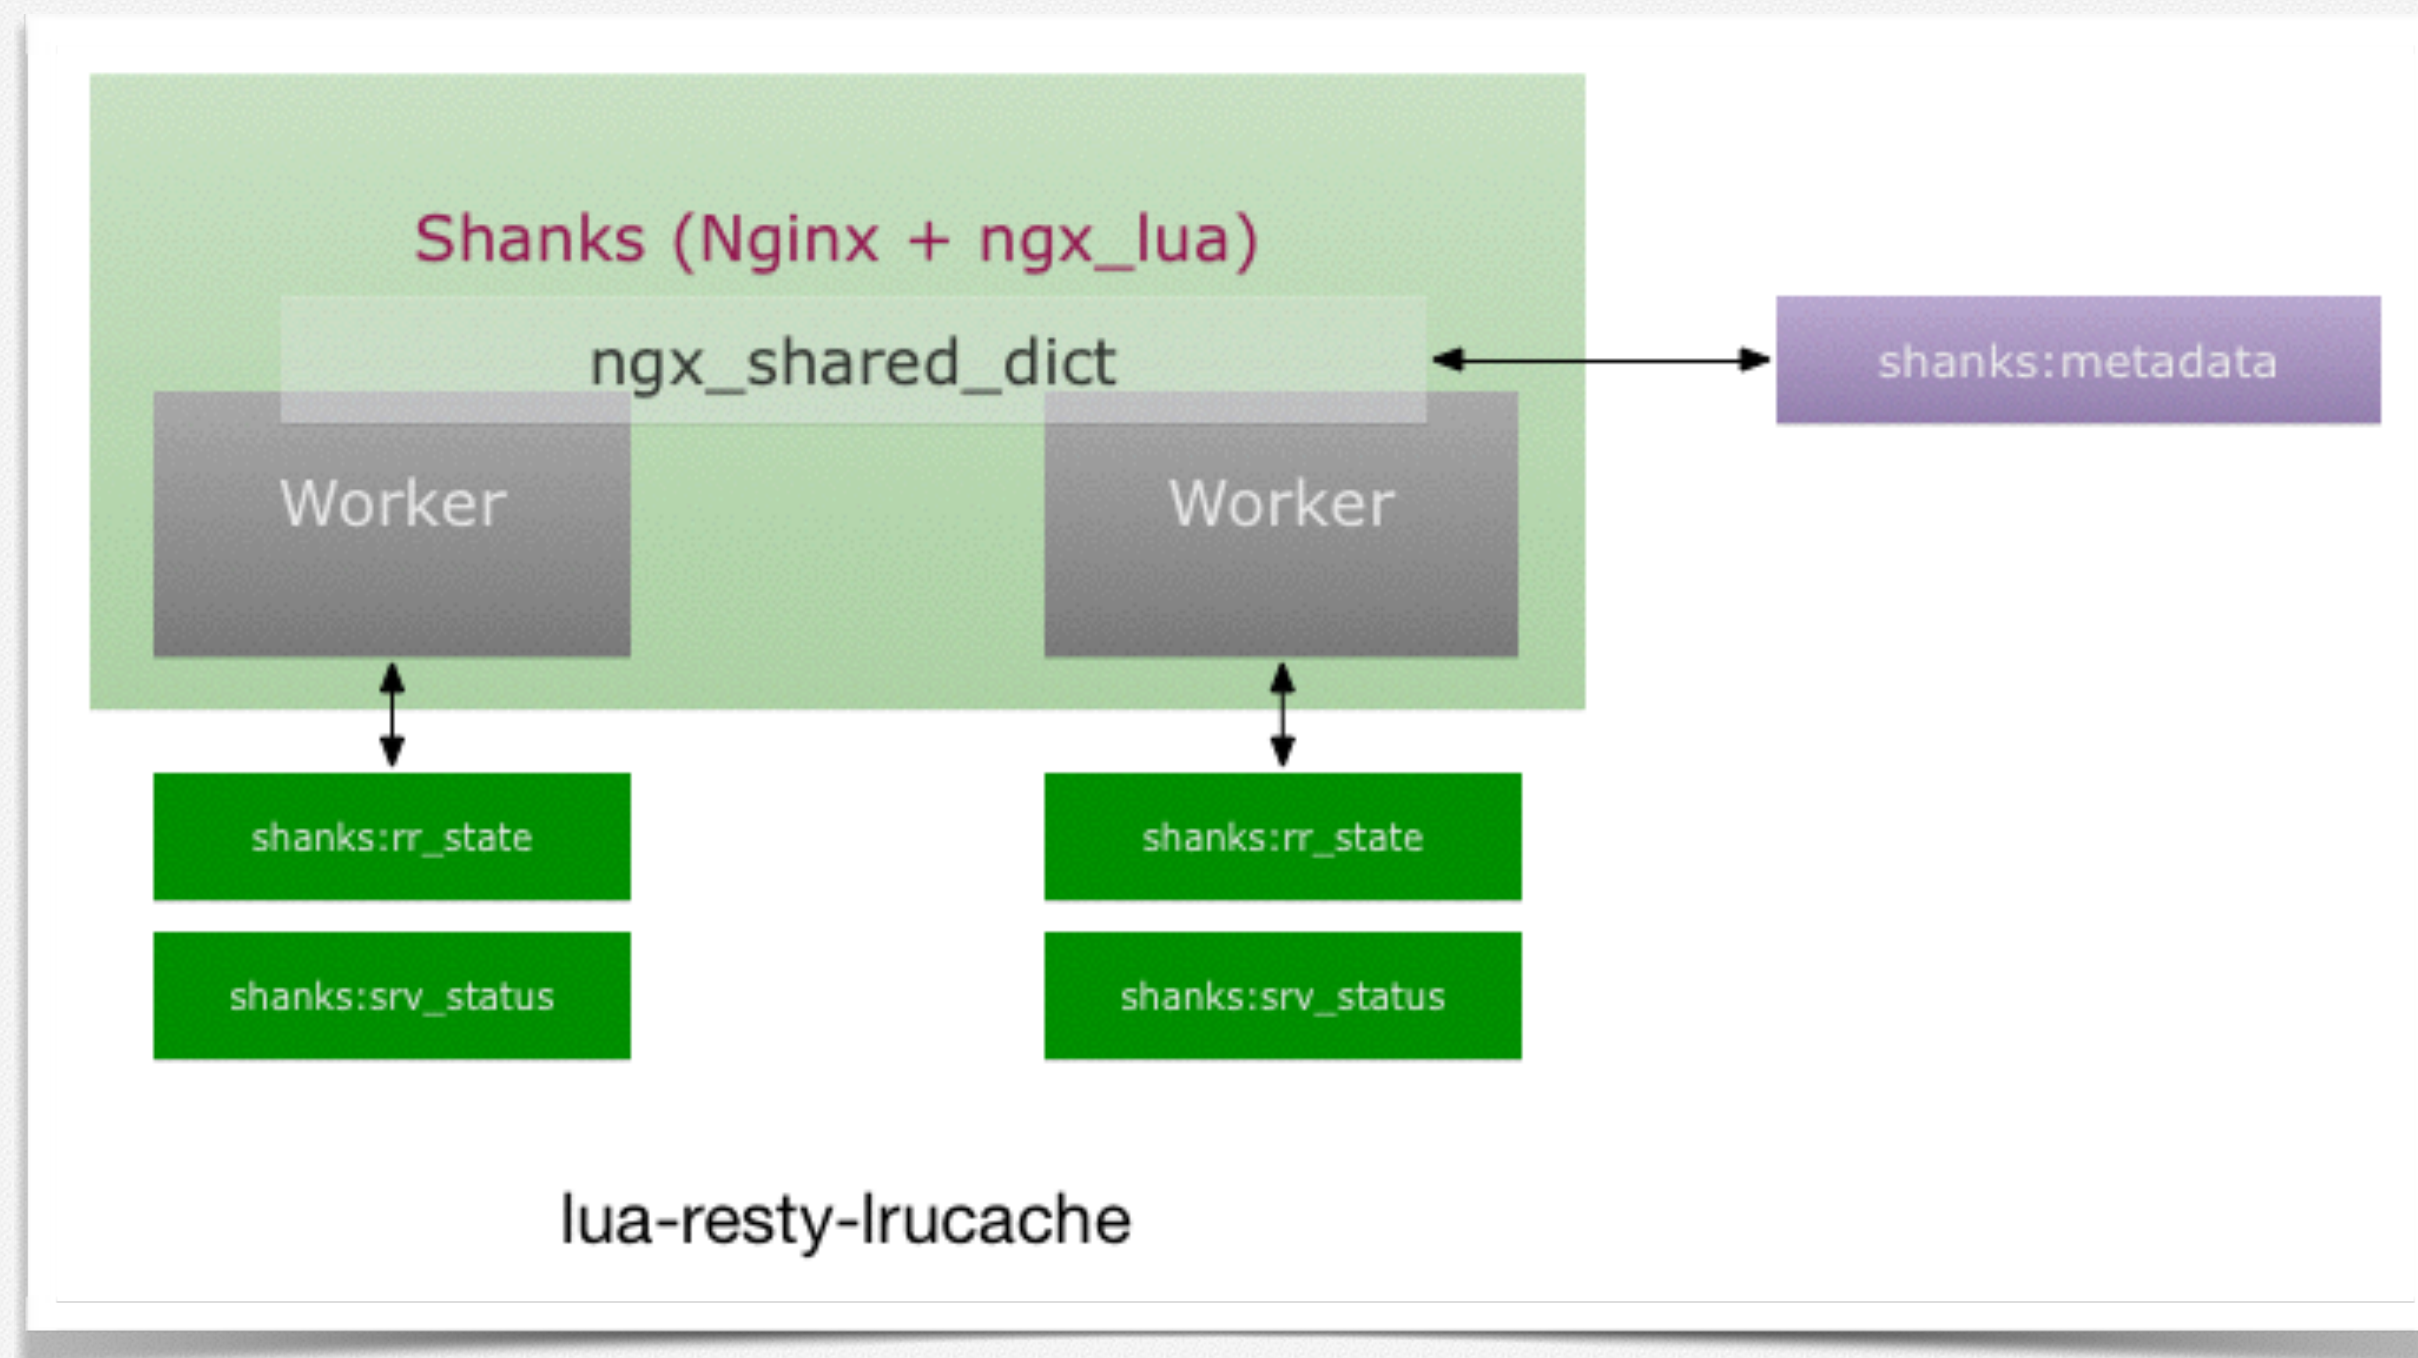 Shanks (Nginx + ngx_lua)
ngx_shared_dict
shanks:metadata
Worker
Worker
shanks:rr_state
shanks:rr_state
shanks:srv_status
shanks:srv_status
lua-resty-lrucache